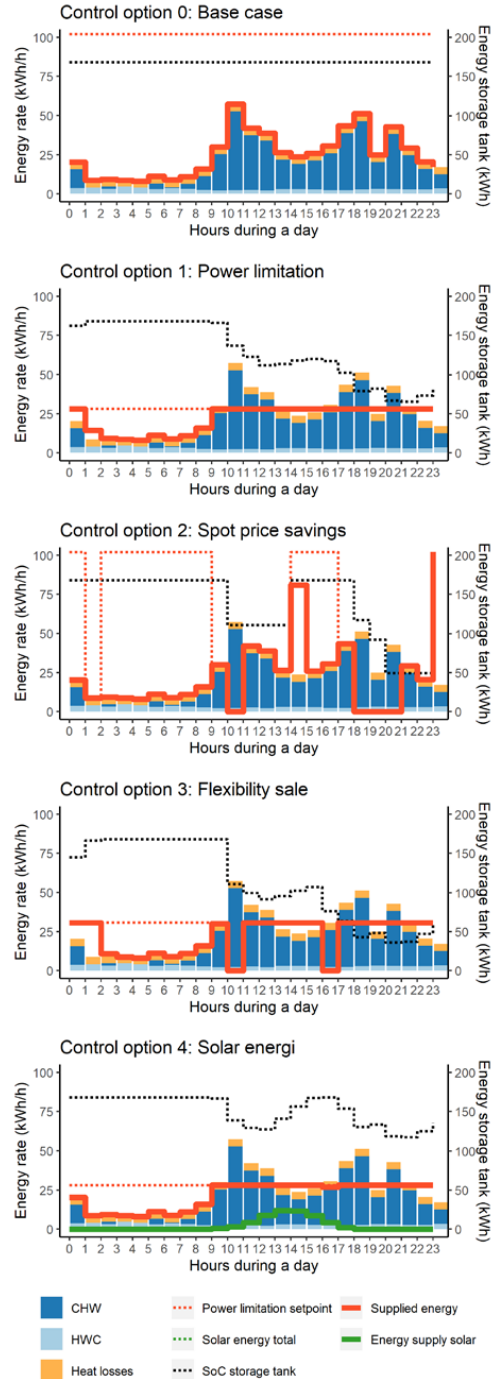 Control option 0: Base case
Energy rate (kWh/h)
100
75
50
25
0
200
150
100
50
0
Energy storage tank (kWh)
0 1 2 3 4 5 6 7 8 9 10 11 12 13 14 15 16 17 18 19 20 21 22 23
Hours during a day
Control option 1: Power limitation
Energy rate (kWh/h)
100
75
50
25
0
200
150
100
50
0
Energy storage tank (kWh)
0 1 2 3 4 5 6 7 8 9 10 11 12 13 14 15 16 17 18 19 20 21 22 23
Hours during a day
Control option 2: Spot price savings
Energy rate (kWh/h)
100
75
50
25
0
200
150
100
50
0
Energy storage tank (kWh)
0 1 2 3 4 5 6 7 8 9 10 11 12 13 14 15 16 17 18 19 20 21 22 23
Hours during a day
Control option 3: Flexibility sale
Energy rate (kWh/h)
100
75
50
25
0
200
150
100
50
0
Energy storage tank (kWh)
0 1 2 3 4 5 6 7 8 9 10 11 12 13 14 15 16 17 18 19 20 21 22 23
Hours during a day
Control option 4: Solar energi
Energy rate (kWh/h)
100
75
50
25
0
200
150
100
50
0
Energy storage tank (kWh)
0 1 2 3 4 5 6 7 8 9 10 11 12 13 14 15 16 17 18 19 20 21 22 23
Hours during a day
CHW
Power limitation setpoint
Supplied energy
HWC
Solar energy total
Energy supply solar
Heat losses
SoC storage tank